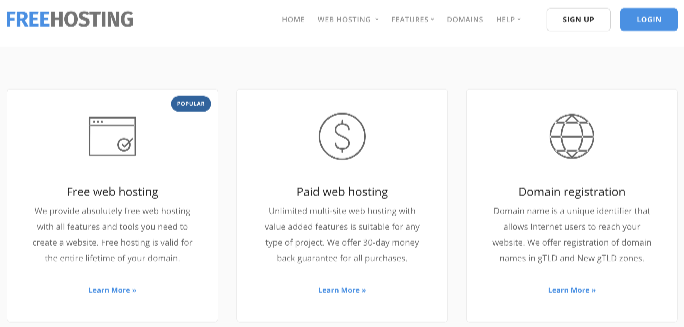 FREEHOSTING
HOME WEB HOSTING FEATURES DOMAINS HELP SIGN UP LOGIN
POPULAR
Free web hosting
We provide absolutely free web hosting
with all features and tools you need to
create a website. Free hosting is valid for
the entire lifetime of your domain.
Learn More »
Paid web hosting
Unlimited multi-site web hosting with
value added features is suitable for any
type of project. We offer 30-day money
back guarantee for all purchases.
Learn More »
Domain registration
Domain name is a unique identifier that
allows Internet users to reach your
website. We offer registration of domain
names in gTLD and New gTLD zones.
Learn More »